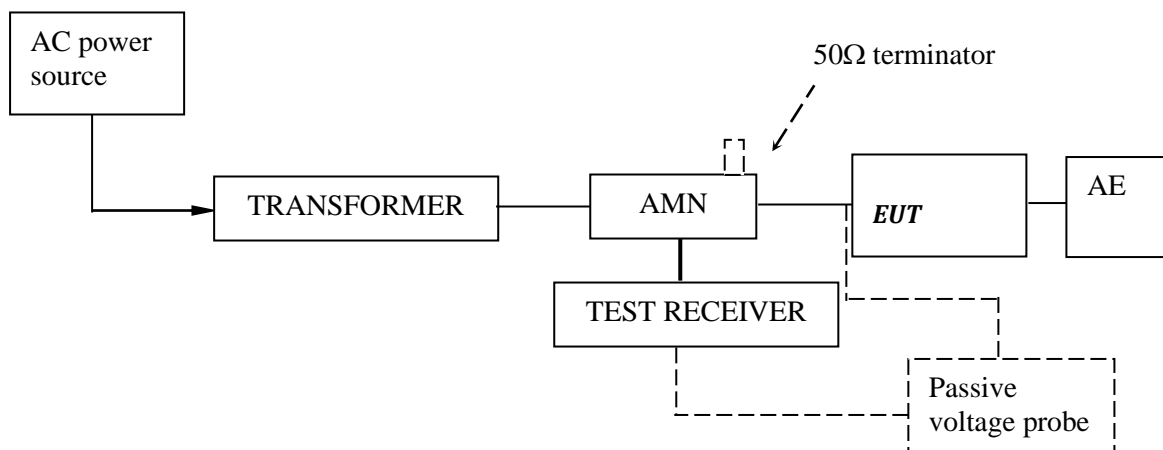 AC power
source
50Ω terminator
TRANSFORMER
AMN
EUT
AE
TEST RECEIVER
Passive
voltage probe